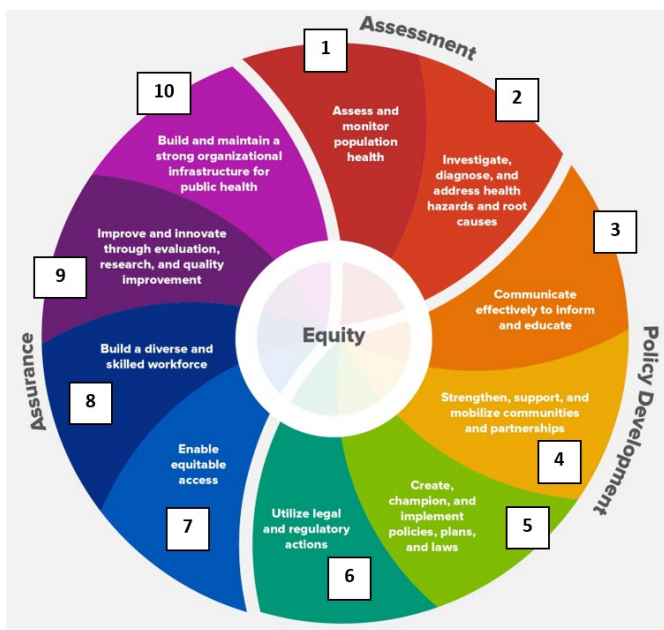 Assessment
1
Assess and
monitor
population
health
2
Investigate,
diagnose, and
address health
hazards and root
causes
3
Communicate
effectively to inform
and educate
Policy Development
Strengthen, support, and
mobilize communities
and partnerships
4
Create,
champion, and
implement
policies, plans,
and laws
5
Utilize legal
and regulatory
actions
6
Enable
equitable
access
7
Assurance
Build a diverse and
skilled workforce
8
Improve and innovate
through evaluation,
research, and quality
improvement
9
10
Build and maintain a
strong organizational
infrastructure for
public health
Equity